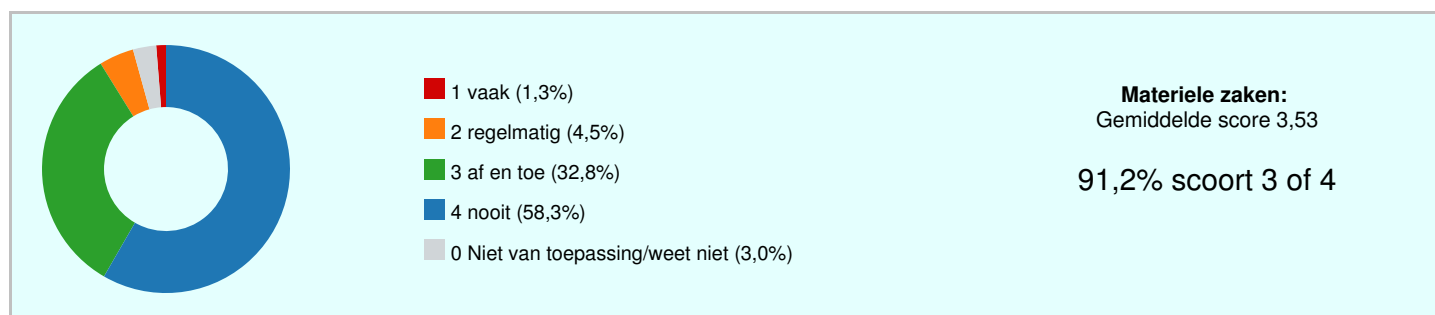 1 vaak (1,3%)
2 regelmatig (4,5%)
3 af en toe (32,8%)
4 nooit (58,3%)
0 Niet van toepassing/weet niet (3,0%)
Materiele zaken:
Gemiddelde score 3,53
91,2% scoort 3 of 4